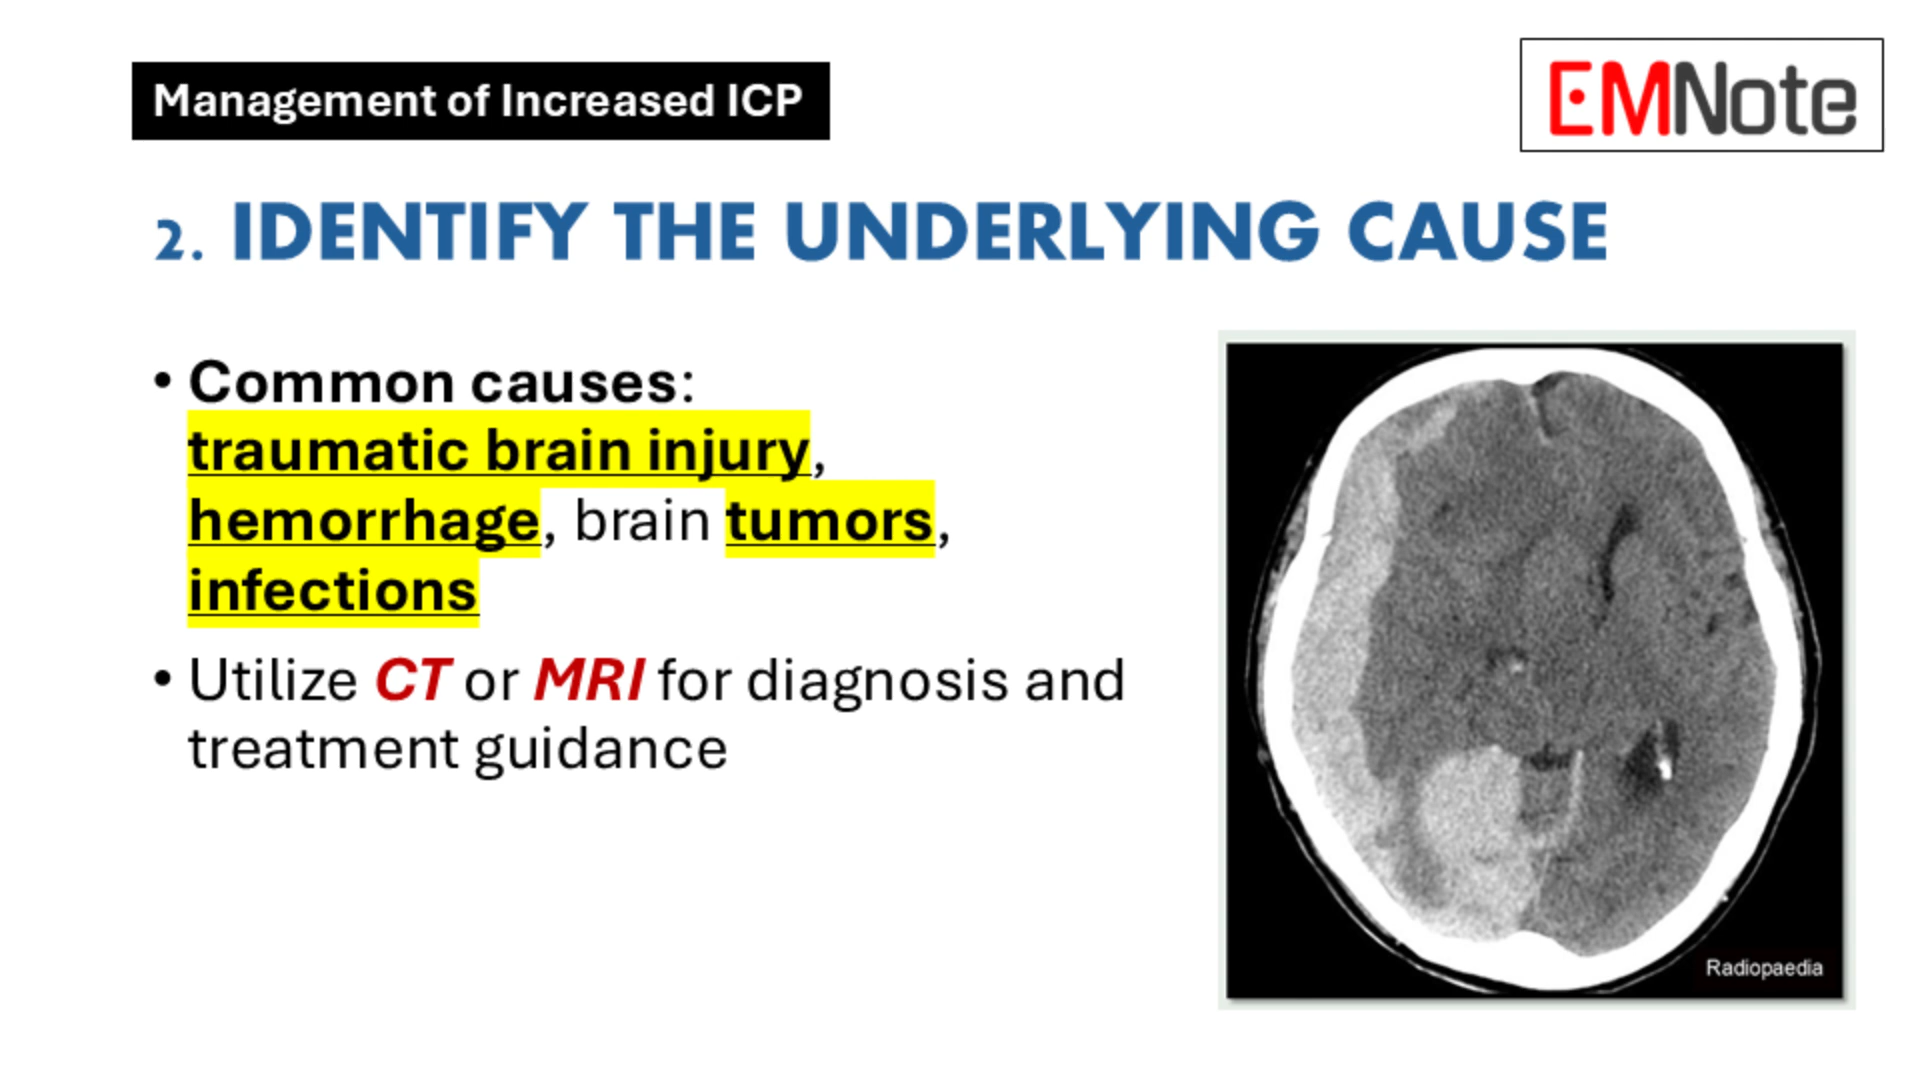 Management of Increased ICP
EMNote
2. IDENTIFY THE UNDERLYING CAUSE
• Common causes:
traumatic brain injury,
hemorrhage, brain tumors,
infections
• Utilize CT or MRI for diagnosis and
treatment guidance
Radiopaedia